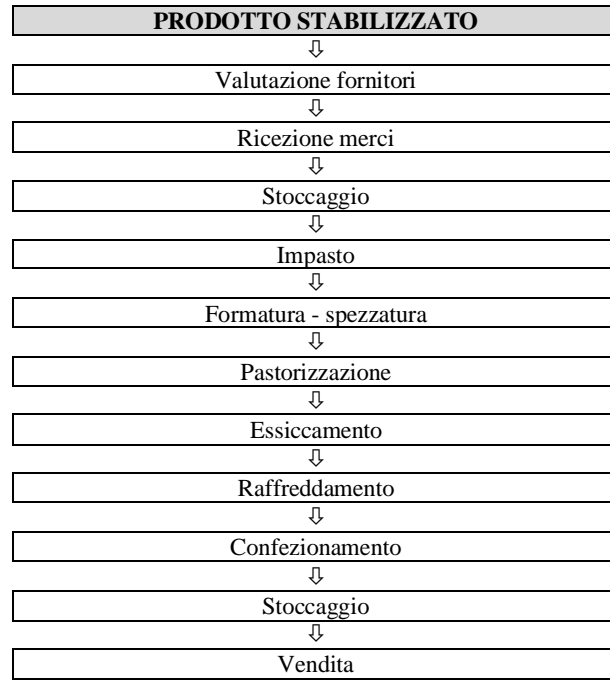 PRODOTTO STABILIZZATO
⇩
Valutazione fornitori
⇩
Ricezione merci
⇩
Stoccaggio
⇩
Impasto
⇩
Formatura - spezzatura
⇩
Pastorizzazione
⇩
Essiccamento
⇩
Raffreddamento
⇩
Confezionamento
⇩
Stoccaggio
⇩
Vendita